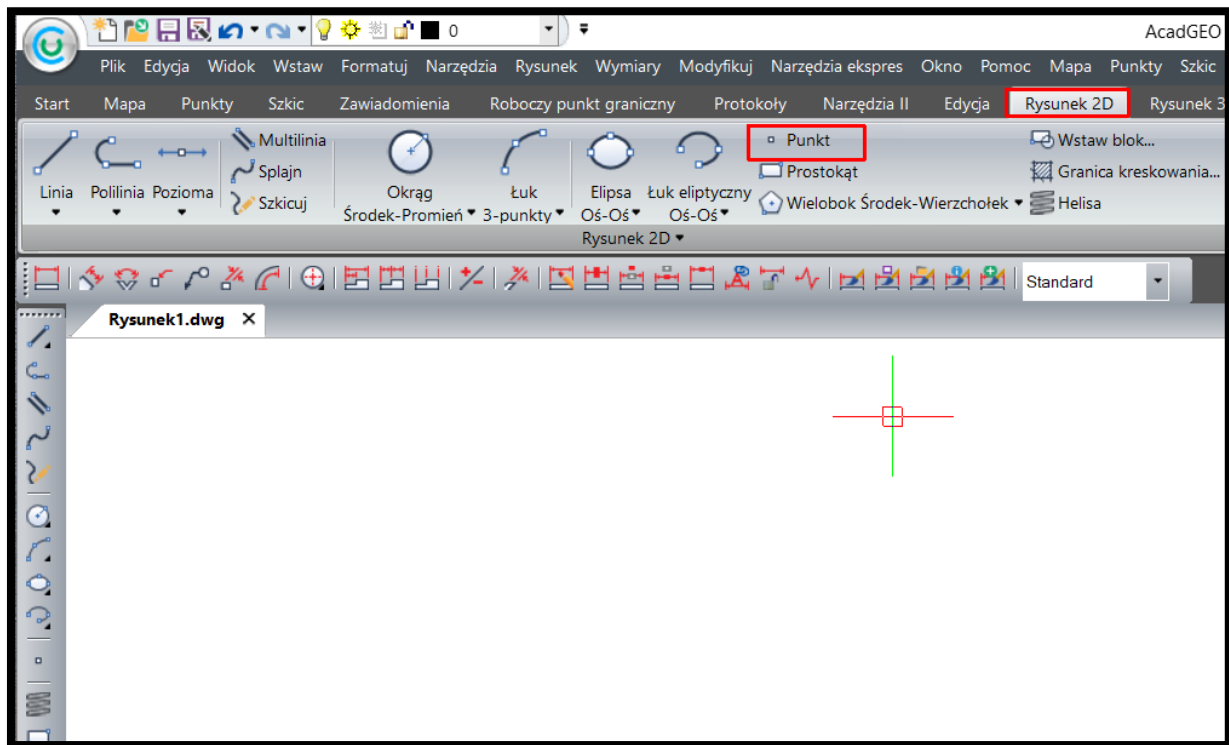 0
AcadGEO
Plik Edycja Widok Wstaw Formatuj Narzędzia Rysunek Wymiary Modyfikuj Narzędzia ekspres Okno Pomoc Mapa Punkty Szkic
Start Mapa Punkty Szkic Zawiadomienia Roboczy punkt graniczny Protokoły Narzędzia II Edycja Rysunek 2D Rysunek 3
Linia Polilinia Pozioma
Multilinia
Splajn
Szkicuj
Okrąg
Środek-Promień
Łuk
3-punkty
Elipsa
Oś-Oś
Łuk eliptyczny
Oś-Oś
Punkt
Prostokąt
Wielobok Środek-Wierzchołek
Wstaw blok...
Granica kreskowania...
Helisa
Rysunek 2D
Standard
Rysunek1.dwg X